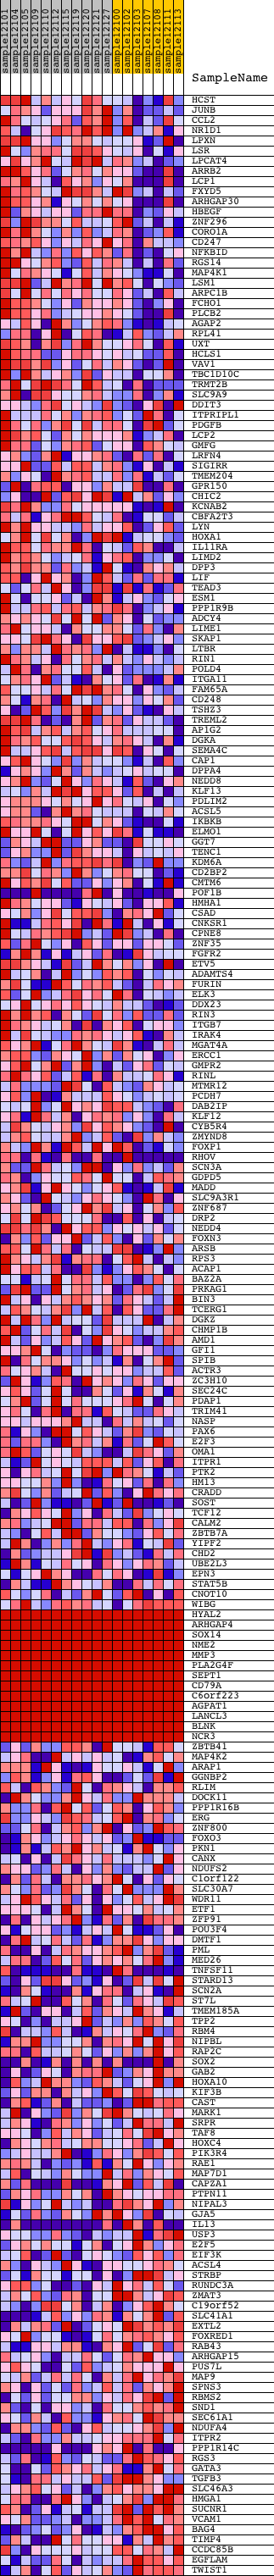 sample12101
sample12105
sample12109
sample12110
sample12112
sample12115
sample12119
sample12120
sample12121
sample12127
sample12100
sample12102
sample12103
sample12107
sample12108
sample12111
sample12113
SampleName
HCST
JUNB
CCL2
NR1D1
LPXN
LSR
LPCAT4
ARRB2
LCP1
FXYD5
ARHGAP30
HBEGF
ZNF296
CORO1A
CD247
NFKBID
RGS14
MAP4K1
LSM1
ARPC1B
FCHO1
PLCB2
AGAP2
RPL41
UXT
HCLS1
VAV1
TBC1D10C
TRMT2B
SLC9A9
DDIT3
ITPRIPL1
PDGFB
LCP2
GMFG
LRFN4
SIGIRR
TMEM204
GPR150
CHIC2
KCNAB2
CBFA2T3
LYN
HOXA1
IL11RA
LIMD2
DPP3
LIF
TEAD3
ESM1
PPP1R9B
ADCY4
LIME1
SKAP1
LTBR
RIN1
POLD4
ITGA11
FAM65A
CD248
TSHZ3
TREML2
AP1G2
DGKA
SEMA4C
CAP1
DPPA4
NEDD8
KLF13
PDLIM2
ACSL5
IKBKB
ELMO1
GGT7
TENC1
KDM6A
CD2BP2
CMTM6
POF1B
HMHA1
CSAD
CNKSR1
CPNE8
ZNF35
FGFR2
ETV5
ADAMTS4
FURIN
ELK3
DDX23
RIN3
ITGB7
IRAK4
MGAT4A
ERCC1
GMPR2
RINL
MTMR12
PCDH7
DAB2IP
KLF12
CYB5R4
ZMYND8
FOXP1
RHOV
SCN3A
GDPD5
MADD
SLC9A3R1
ZNF687
DRP2
NEDD4
FOXN3
ARSB
RPS3
ACAP1
BAZ2A
PRKAG1
BIN3
TCERG1
DGKZ
CHMP1B
AMD1
GFI1
SPIB
ACTR3
ZC3H10
SEC24C
PDAP1
TRIM41
NASP
PAX6
E2F3
OMA1
ITPR1
PTK2
HM13
CRADD
SOST
TCF12
CALM2
ZBTB7A
YIPF2
CHD2
UBE2L3
EPN3
STAT5B
CNOT10
WIBG
HYAL2
ARHGAP4
SOX14
NME2
MMP3
PLA2G4F
SEPT1
CD79A
C6orf223
AGPAT1
LANCL3
BLNK
NCR3
ZBTB41
MAP4K2
ARAP1
GGNBP2
RLIM
DOCK11
PPP1R16B
ERG
ZNF800
FOXO3
PKN1
CANX
NDUFS2
C1orf122
SLC30A7
WDR11
ETF1
ZFP91
POU3F4
DMTF1
PML
MED26
TNFSF11
STARD13
SCN2A
ST7L
TMEM185A
TPP2
RBM4
NIPBL
RAP2C
SOX2
GAB2
HOXA10
KIF3B
CAST
MARK1
SRPR
TAF8
HOXC4
PIK3R4
RAE1
MAP7D1
CAPZA1
PTPN11
NIPAL3
GJA5
IL13
USP3
E2F5
EIF3K
ACSL4
STRBP
RUNDC3A
ZMAT3
C19orf52
SLC41A1
EXTL2
FOXRED1
RAB43
ARHGAP15
PUS7L
MAP9
SPNS3
RBMS2
SND1
SEC61A1
NDUFA4
ITPR2
PPP1R14C
RGS3
GATA3
TGFB3
SLC46A3
HMGA1
SUCNR1
VCAM1
BAG4
TIMP4
CCDC85B
EGFLAM
TWIST1